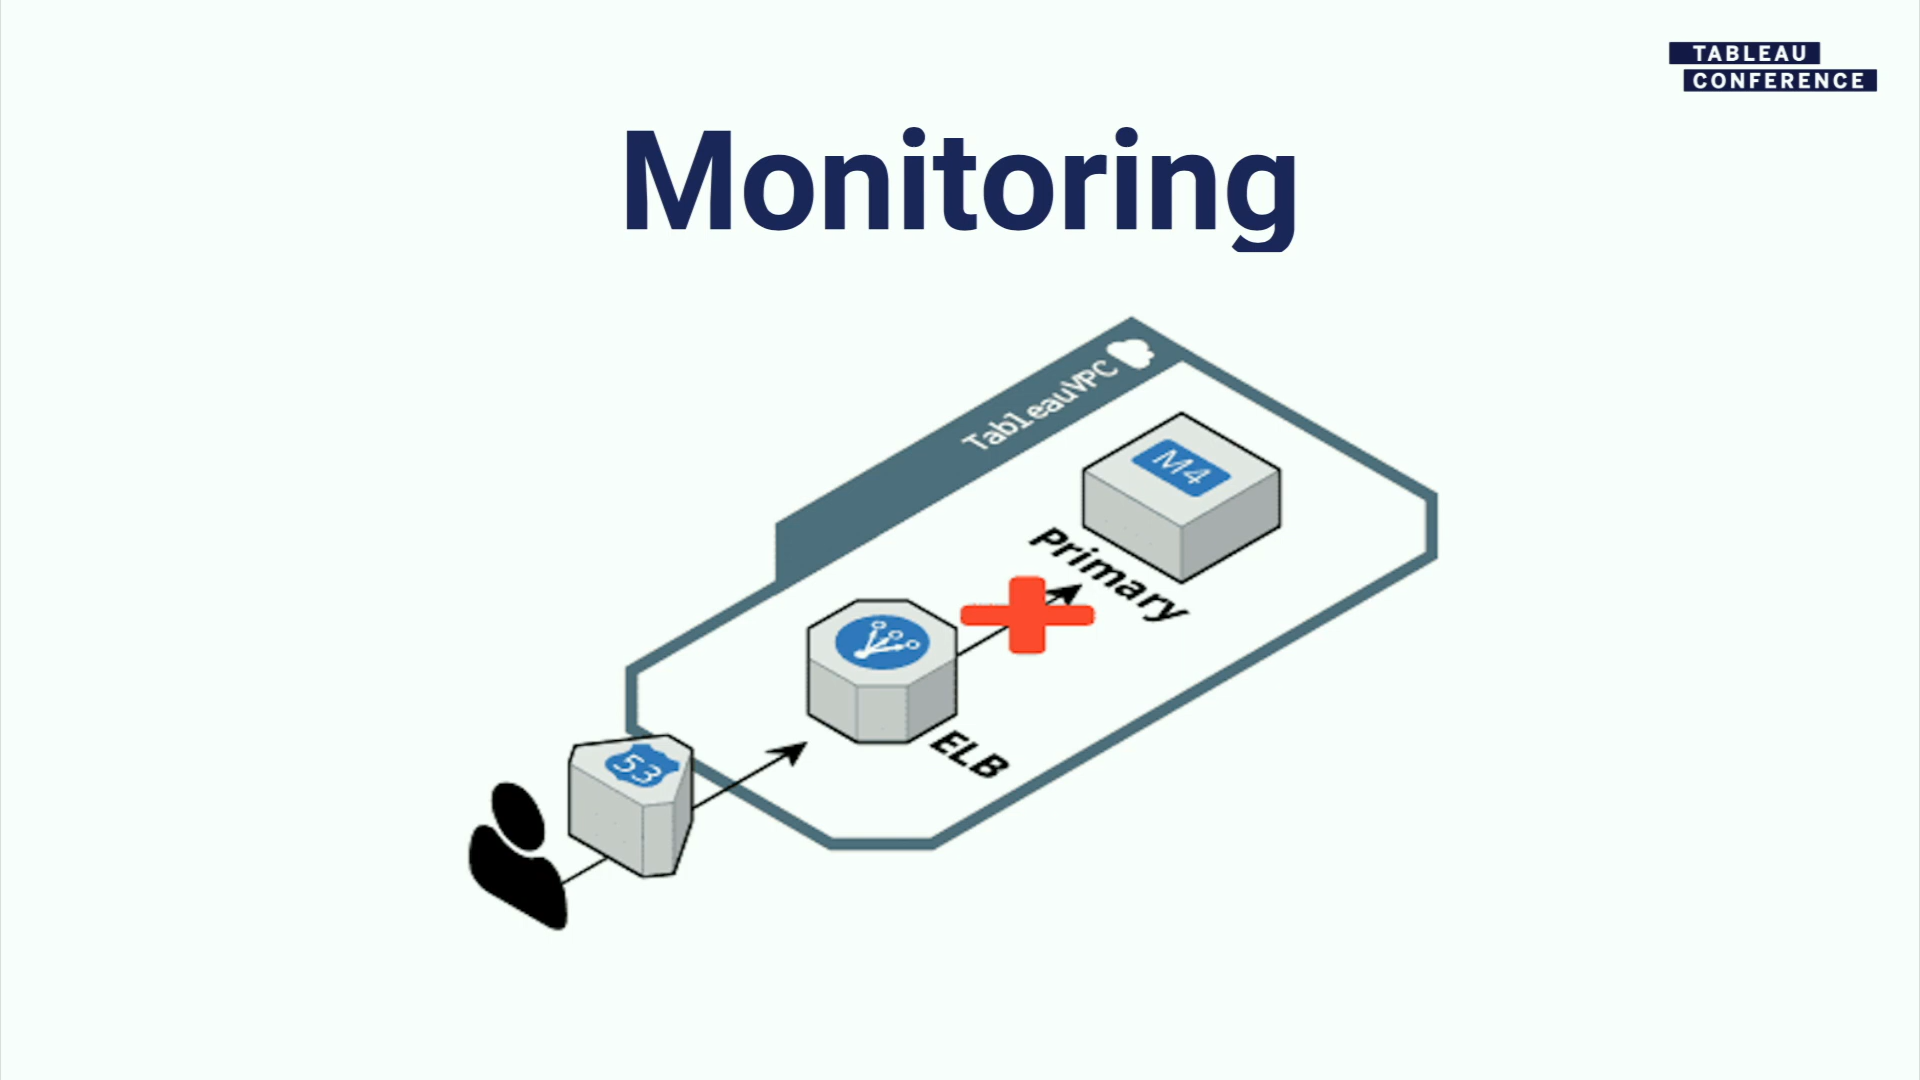 TABLEAU
CONFERENCE
Monitoring
TableauVPC
M4
Primary
ELB
53